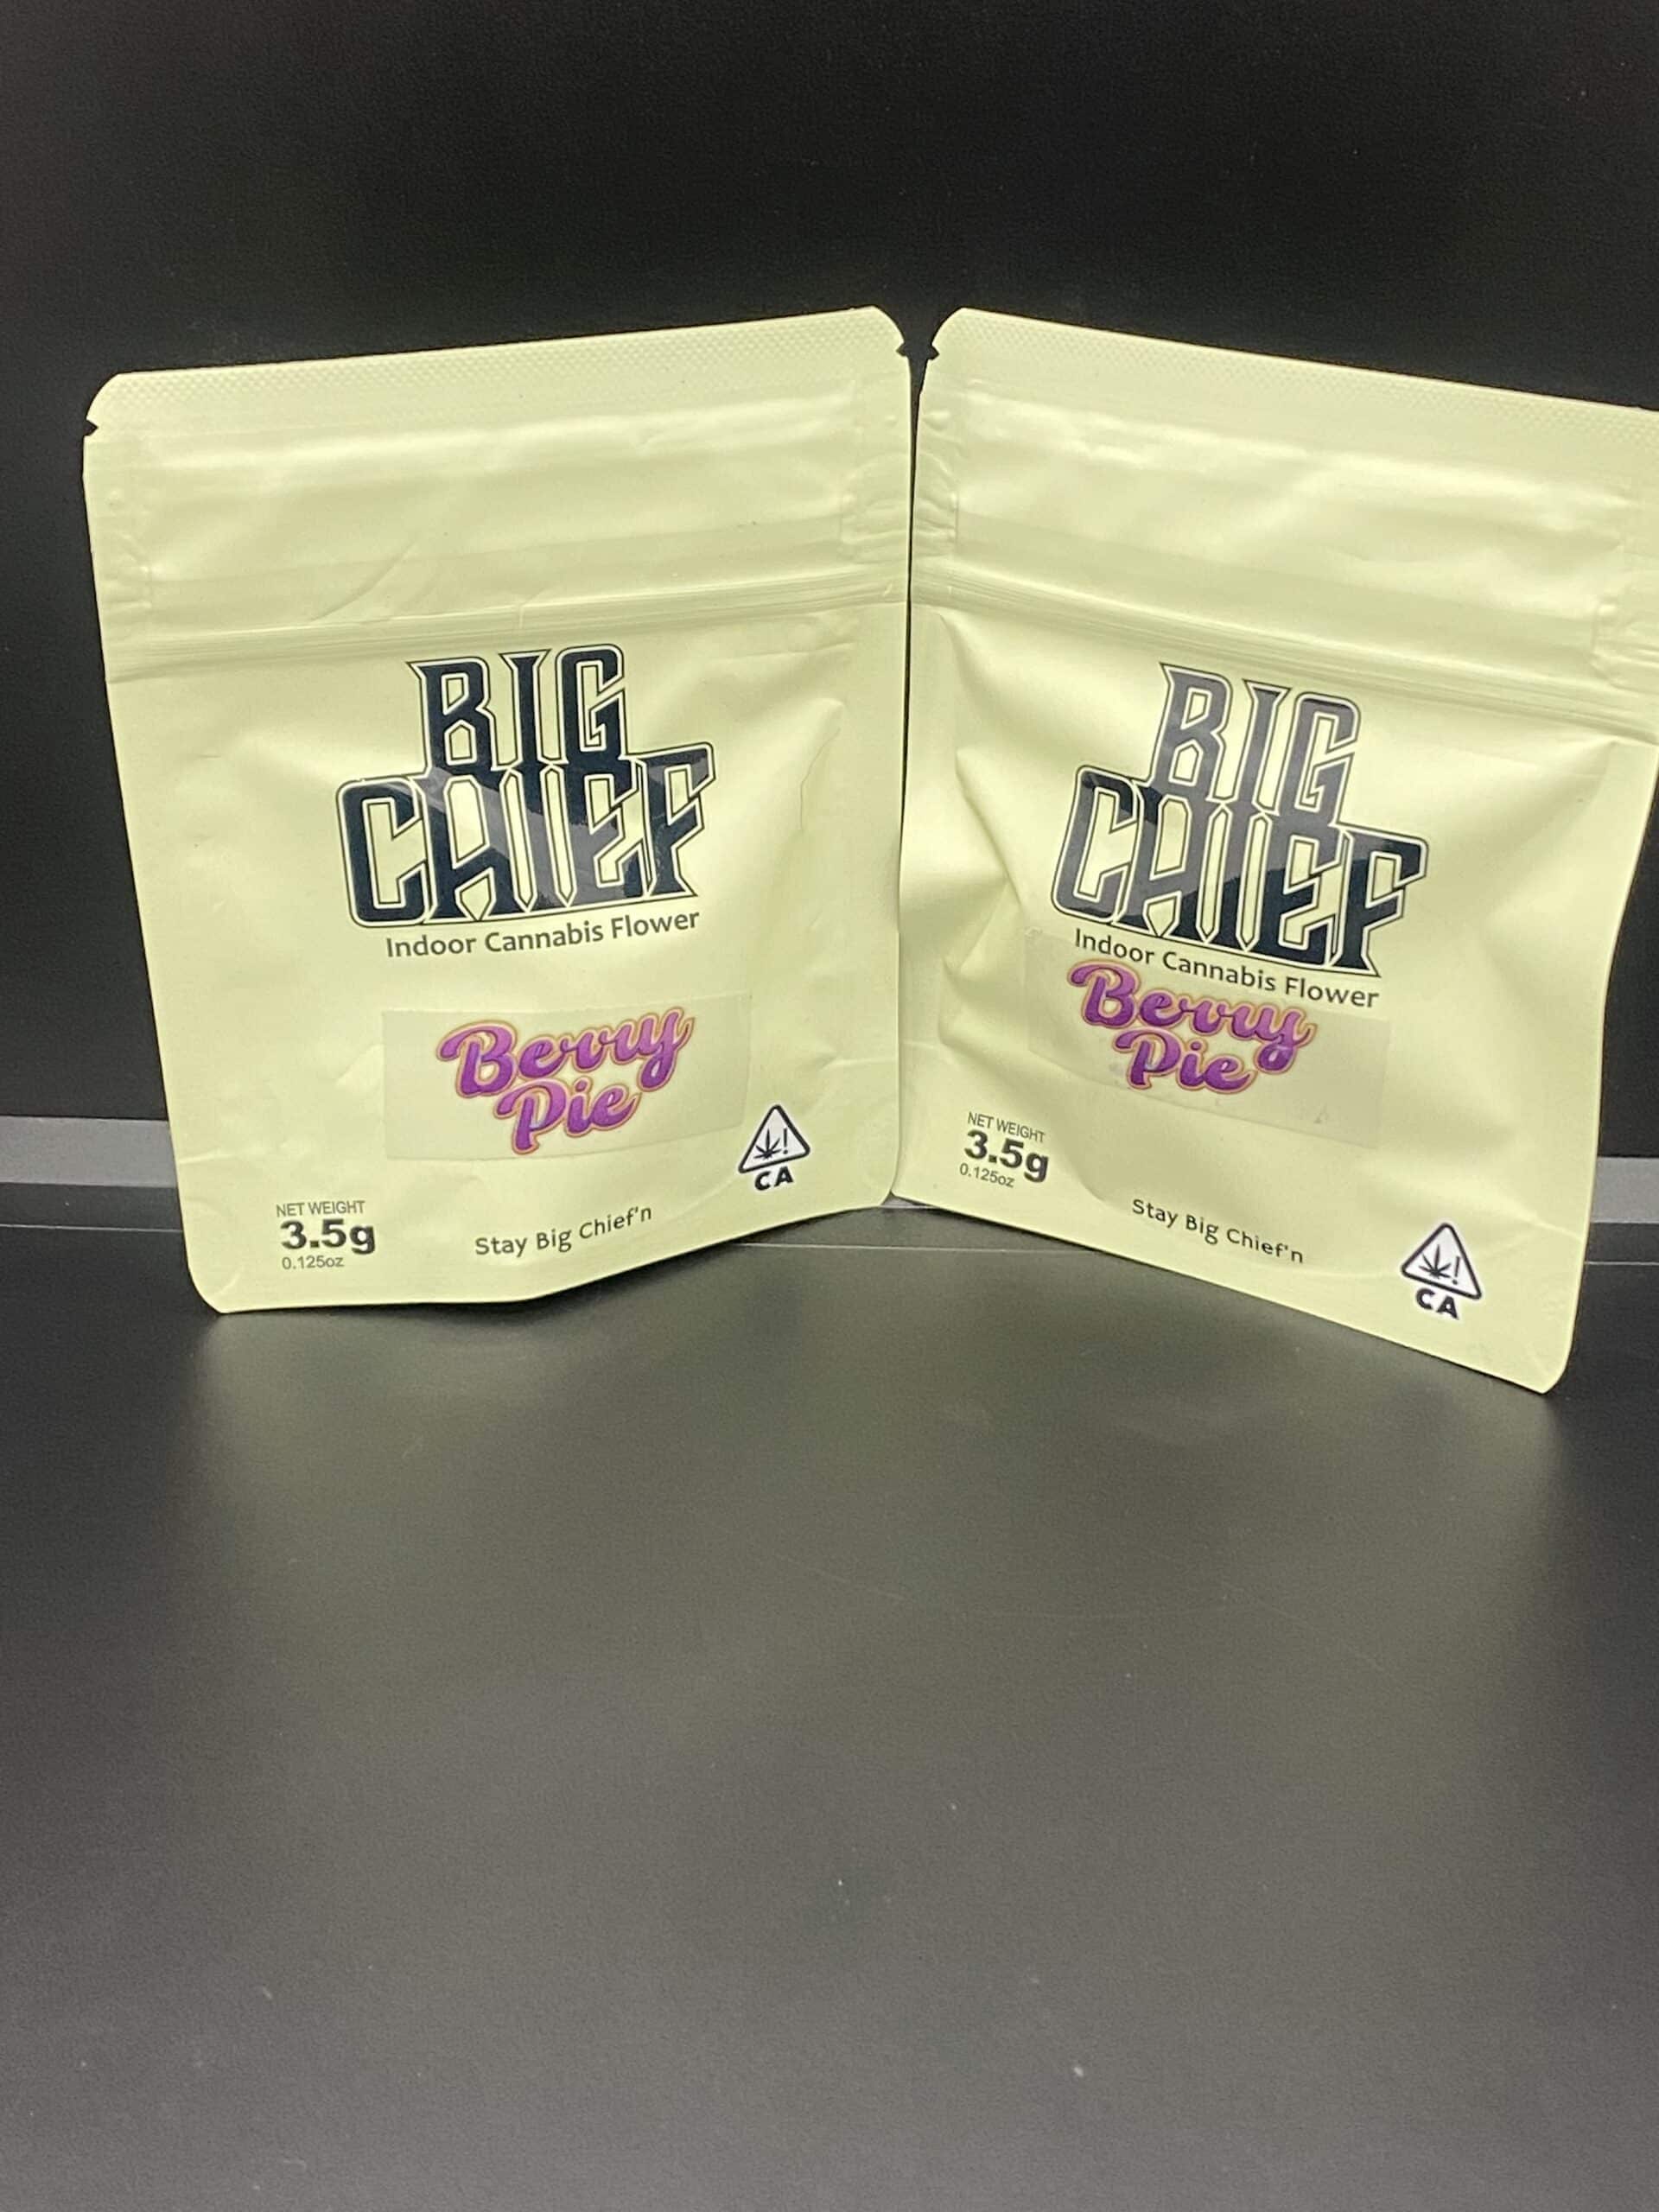 BIG
CHIEF
Indoor Cannabis Flower
Berry
Pie
CA
NET WEIGHT
3.5g
0.125oz
Stay Big Chief'n
BIG
CHIEF
Indoor Cannabis Flower
Berry
Pie
NET WEIGHT
3.5g
0.125oz
Stay Big Chief'n
CA